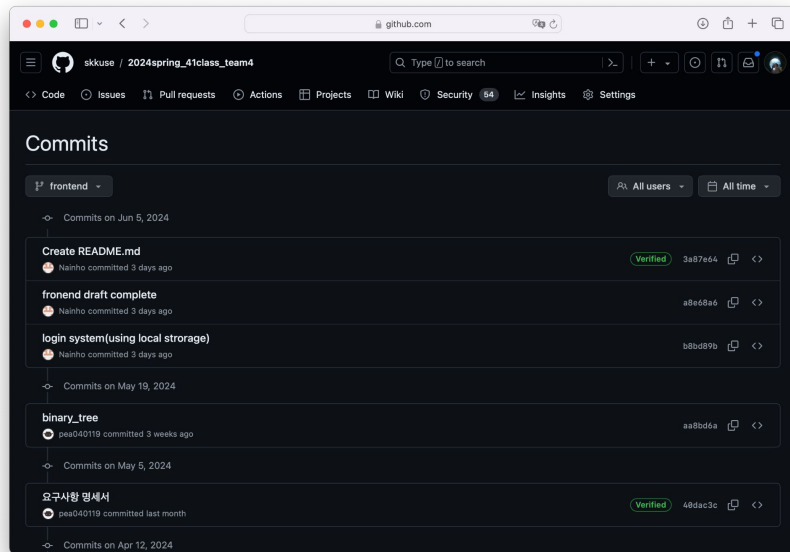 github.com
skkuse / 2024spring_41class_team4
Type / to search
Code Issues Pull requests Actions Projects Wiki Security 54 Insights Settings
Commits
frontend
All users All time
Commits on Jun 5, 2024
Create README.md
Nainho committed 3 days ago
Verified 3a87e64
fronend draft complete
Nainho committed 3 days ago
a8e68a6
login system(using local strorage)
Nainho committed 3 days ago
b8bd89b
Commits on May 19, 2024
binary_tree
pea040119 committed 3 weeks ago
aa8bd6a
Commits on May 5, 2024
요구사항 명세서
pea040119 committed last month
Verified 40dac3c
Commits on Apr 12, 2024